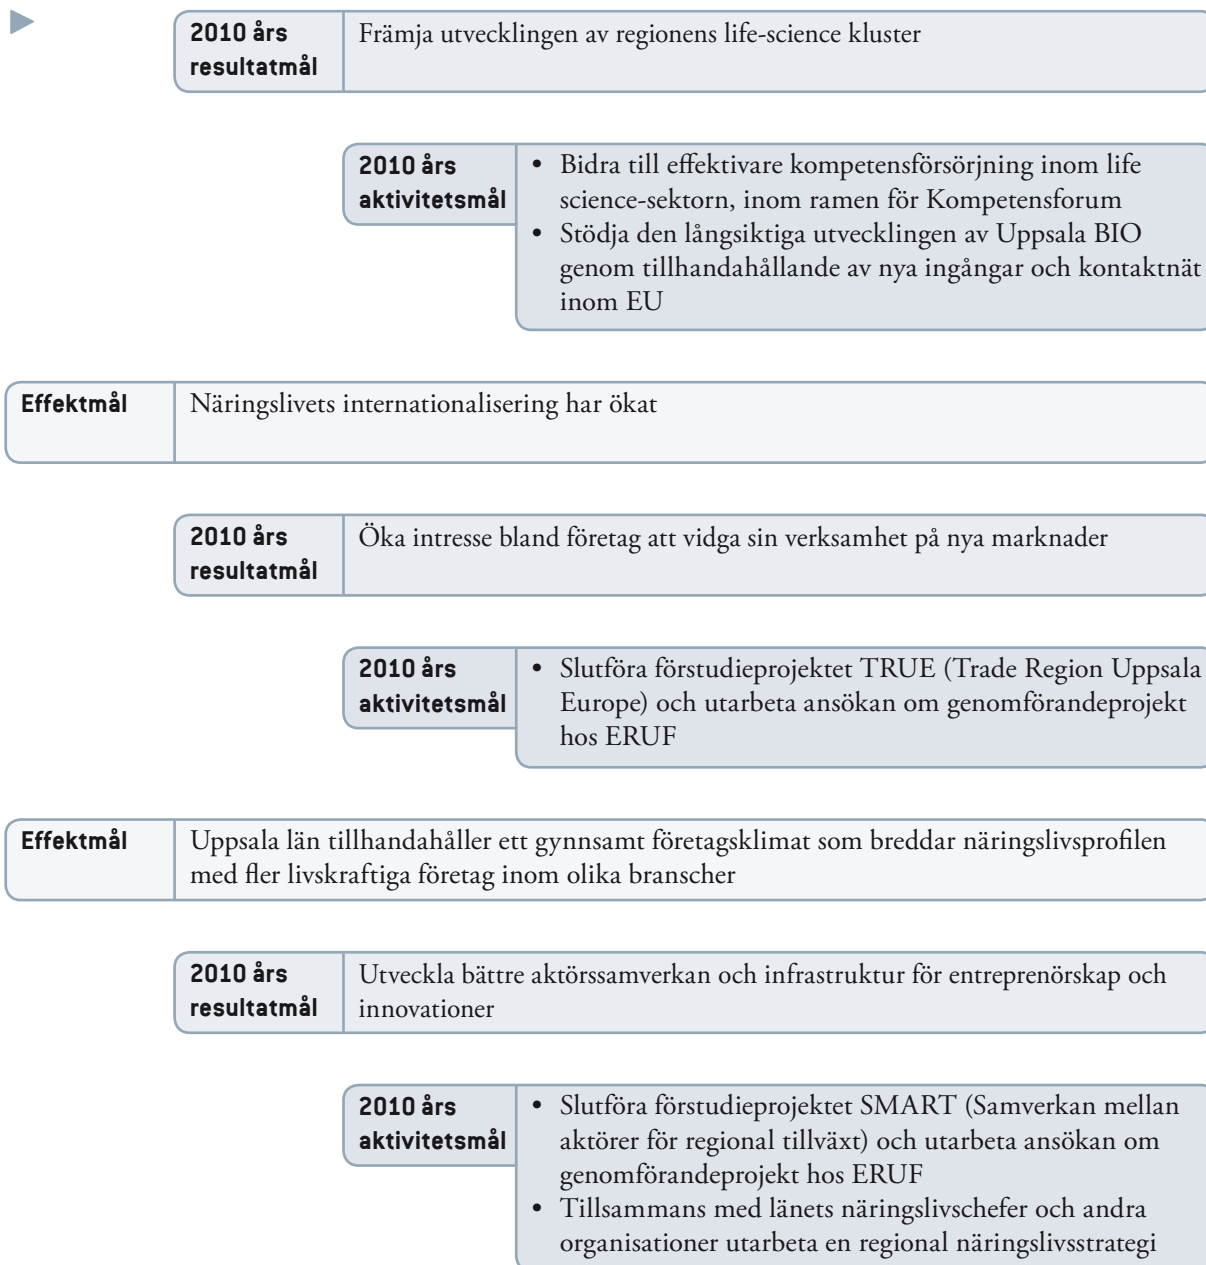 2010 års
resultatmål
Främja utvecklingen av regionens life-science kluster
2010 års
aktivitetsmål
• Bidra till effektivare kompetensförsörjning inom life
science-sektorn, inom ramen för Kompetensforum
• Stödja den långsiktiga utvecklingen av Uppsala BIO
genom tillhandahållande av nya ingångar och kontaktnät
inom EU
Effektmål
Näringslivets internationalisering har ökat
2010 års
resultatmål
Öka intresse bland företag att vidga sin verksamhet på nya marknader
2010 års
aktivitetsmål
• Slutföra förstudieprojektet TRUE (Trade Region Uppsala
Europe) och utarbeta ansökan om genomförandeprojekt
hos ERUF
Effektmål
Uppsala län tillhandahåller ett gynnsamt företagsklimat som breddar näringslivsprofilen
med fler livskraftiga företag inom olika branscher
2010 års
resultatmål
Utveckla bättre aktörssamverkan och infrastruktur för entreprenörskap och
innovationer
2010 års
aktivitetsmål
• Slutföra förstudieprojektet SMART (Samverkan mellan
aktörer för regional tillväxt) och utarbeta ansökan om
genomförandeprojekt hos ERUF
• Tillsammans med länets näringslivschefer och andra
organisationer utarbeta en regional näringslivsstrategi